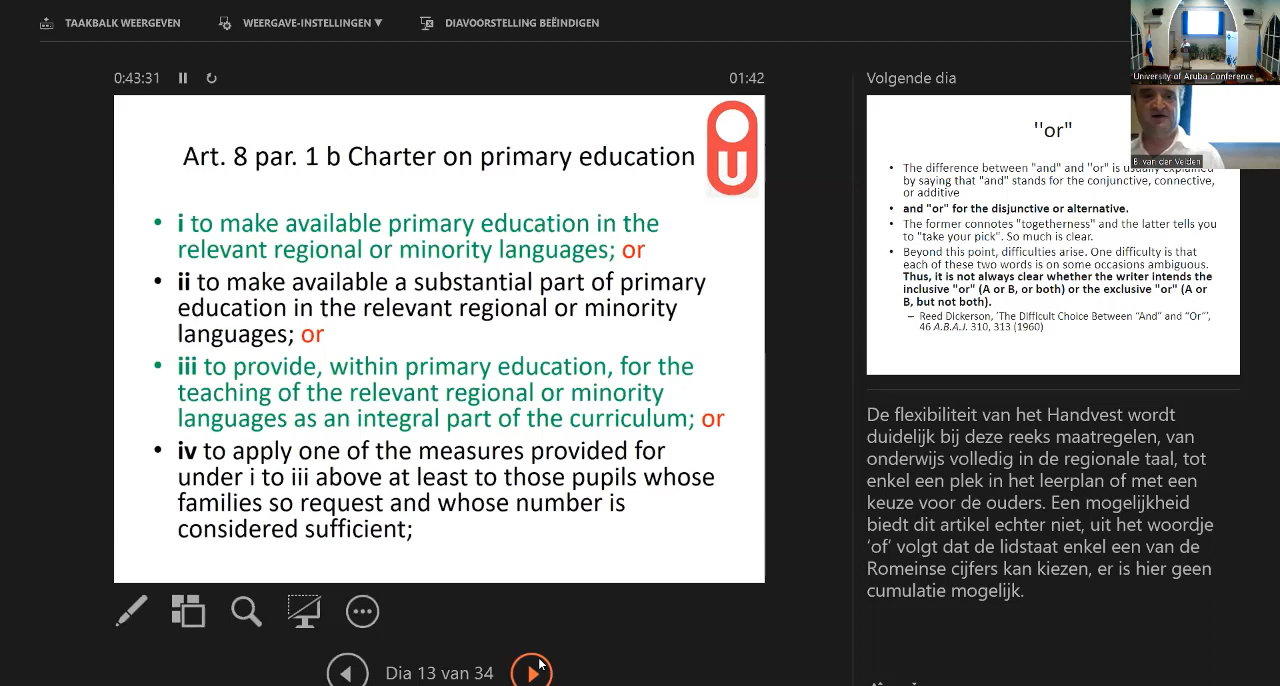 TAAKBALK WEERGEVEN
WEERGAVE-INSTELLINGEN ▼
DIAVOORSTELLING BEËINDIGEN
University of Aruba Conference
B. van der Velden
0:43:31
01:42
Art. 8 par. 1 b Charter on primary education
U
• i to make available primary education in the
relevant regional or minority languages; or
• ii to make available a substantial part of primary
education in the relevant regional or minority
languages; or
• iii to provide, within primary education, for the
teaching of the relevant regional or minority
languages as an integral part of the curriculum; or
• iv to apply one of the measures provided for
under i to iii above at least to those pupils whose
families so request and whose number is
considered sufficient;
Dia 13 van 34
Volgende dia
''or"
• The difference between "and" and "or" is usually explained
by saying that "and" stands for the conjunctive, connective,
or additive
• and "or" for the disjunctive or alternative.
• The former connotes "togetherness" and the latter tells you
to "take your pick". So much is clear.
• Beyond this point, difficulties arise. One difficulty is that
each of these two words is on some occasions ambiguous.
Thus, it is not always clear whether the writer intends the
inclusive "or" (A or B, or both) or the exclusive "or" (A or
B, but not both).
– Reed Dickerson, 'The Difficult Choice Between "And" and "Or"',
46 A.B.A.J. 310, 313 (1960)
De flexibiliteit van het Handvest wordt
duidelijk bij deze reeks maatregelen, van
onderwijs volledig in de regionale taal, tot
enkel een plek in het leerplan of met een
keuze voor de ouders. Een mogelijkheid
biedt dit artikel echter niet, uit het woordje
'of' volgt dat de lidstaat enkel een van de
Romeinse cijfers kan kiezen, er is hier geen
cumulatie mogelijk.